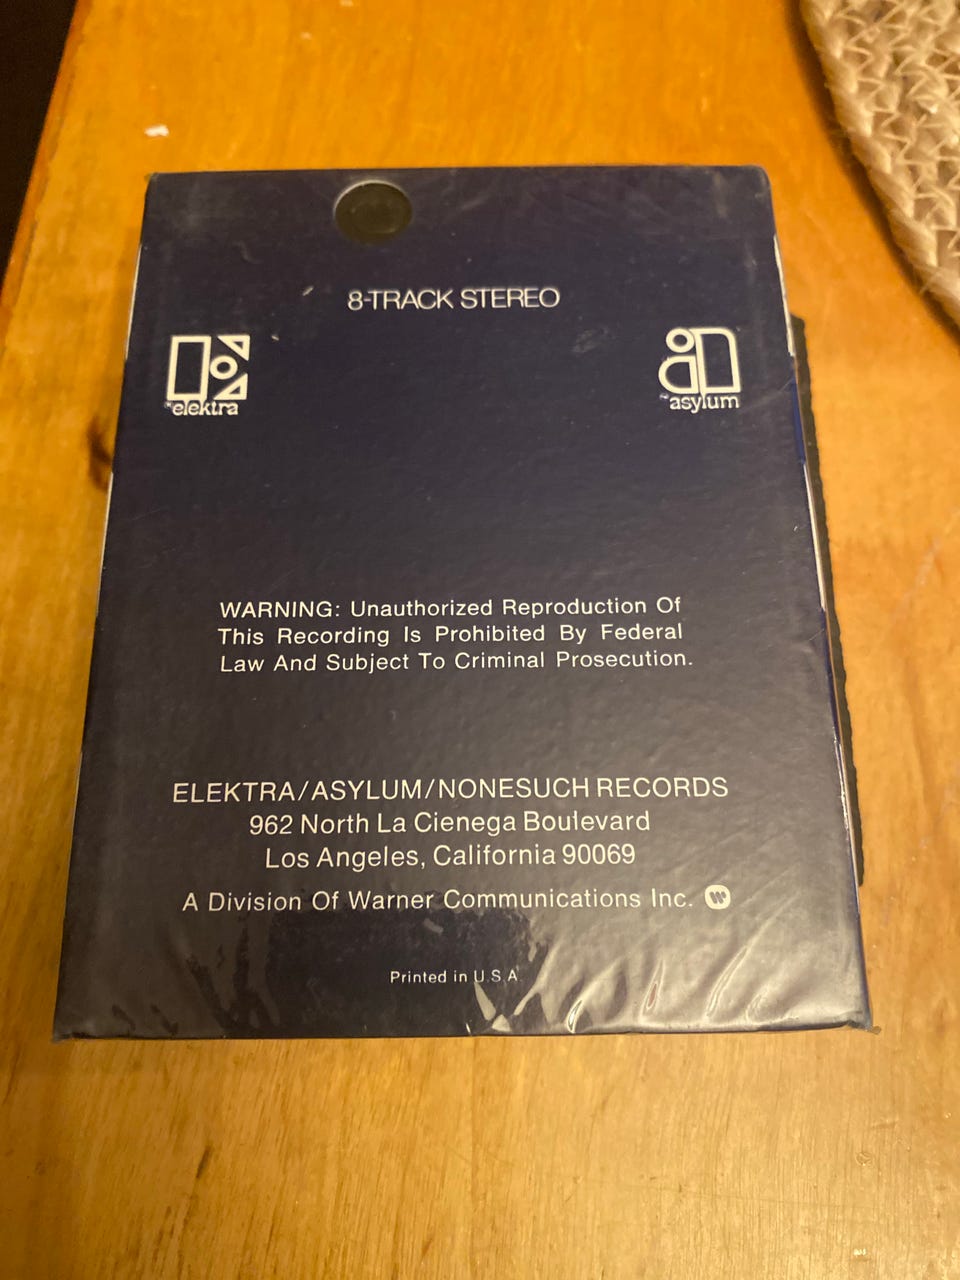 8-TRACK STEREO
elektra
asylum
WARNING: Unauthorized Reproduction Of
This Recording Is Prohibited By Federal
Law And Subject To Criminal Prosecution.
ELEKTRA/ASYLUM/NONESUCH RECORDS
962 North La Cienega Boulevard
Los Angeles, California 90069
A Division Of Warner Communications Inc.
Printed in U.S.A.